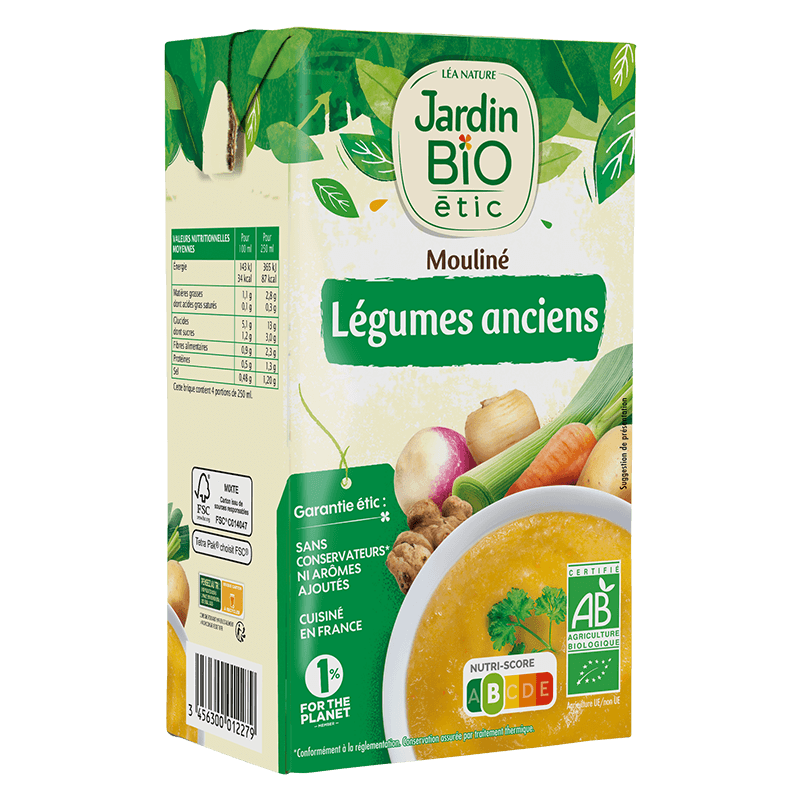 LÉA NATURE
Jardin
BiO
ētic
Mouliné
Légumes anciens
VALEURS NUTRITIONNELLES MOYENNES Pour 100 ml Pour 250 ml
Energie 143 kJ 365 kJ
34 kcal 87 kcal
Matières grasses 1,1 g 2,8 g
dont acides gras saturés 0,1 g 0,3 g
Glucides 5,1 g 13 g
dont sucres 1,2 g 3,0 g
Fibres alimentaires 0,9 g 2,3 g
Protéines 0,5 g 1,3 g
Sel 0,48 g 1,20 g
Cette brique contient 4 portions de 250 ml.
Suggestion de présentation
FSC
MIXTE
Carton issu de
sources responsables
FSC® C014047
Tetra Pak® choisit FSC®
Garantie étic :
SANS
CONSERVATEURS*
NI ARÔMES
AJOUTÉS
CUISINÉ
EN FRANCE
1%
FOR THE
PLANET
MEMBER
3 456300 012279
NUTRI-SCORE
A B C D E
CERTIFIÉ
AB
AGRICULTURE
BIOLOGIQUE
Agriculture UE/non UE
*Conformément à la réglementation. Conservation assurée par traitement thermique.